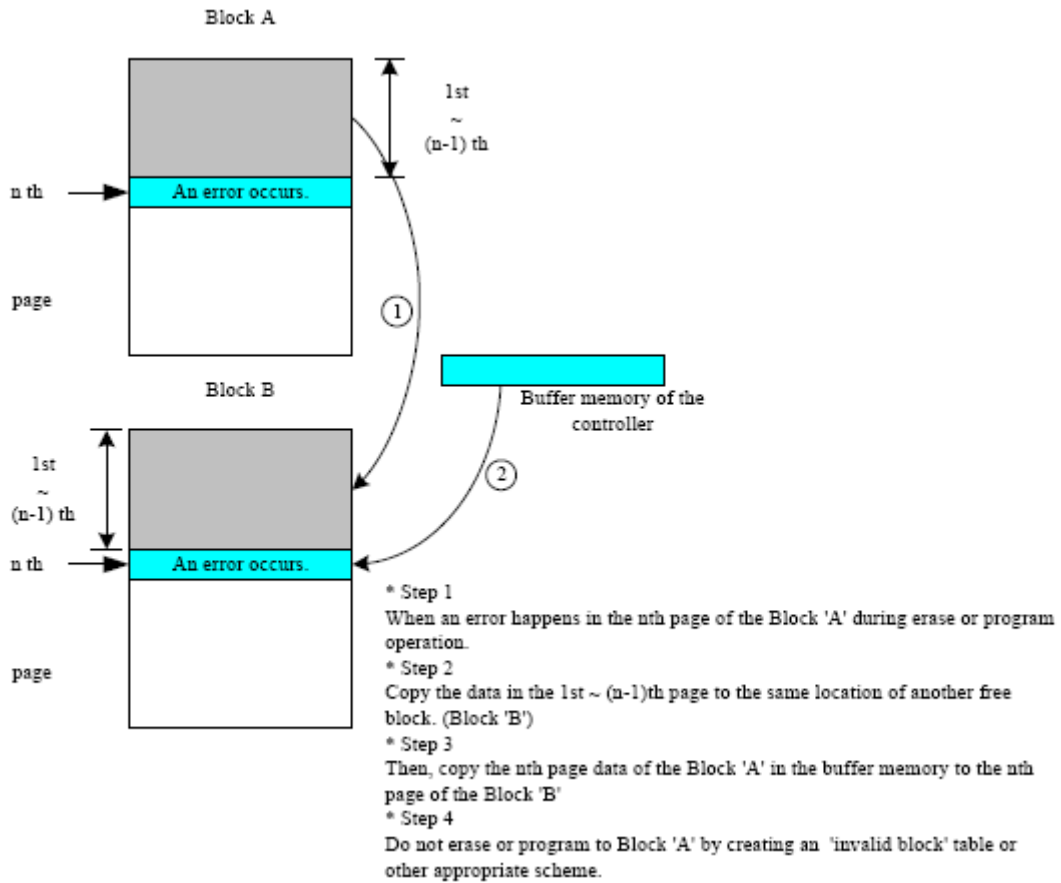 Block A
1st
~
(n-1) th
n th
An error occurs.
page
1
Buffer memory of the
controller
Block B
1st
~
(n-1) th
2
n th
An error occurs.
page
* Step 1
When an error happens in the nth page of the Block 'A' during erase or program
operation.
* Step 2
Copy the data in the 1st ~ (n-1)th page to the same location of another free
block. (Block 'B')
* Step 3
Then, copy the nth page data of the Block 'A' in the buffer memory to the nth
page of the Block 'B'
* Step 4
Do not erase or program to Block 'A' by creating an 'invalid block' table or
other appropriate scheme.